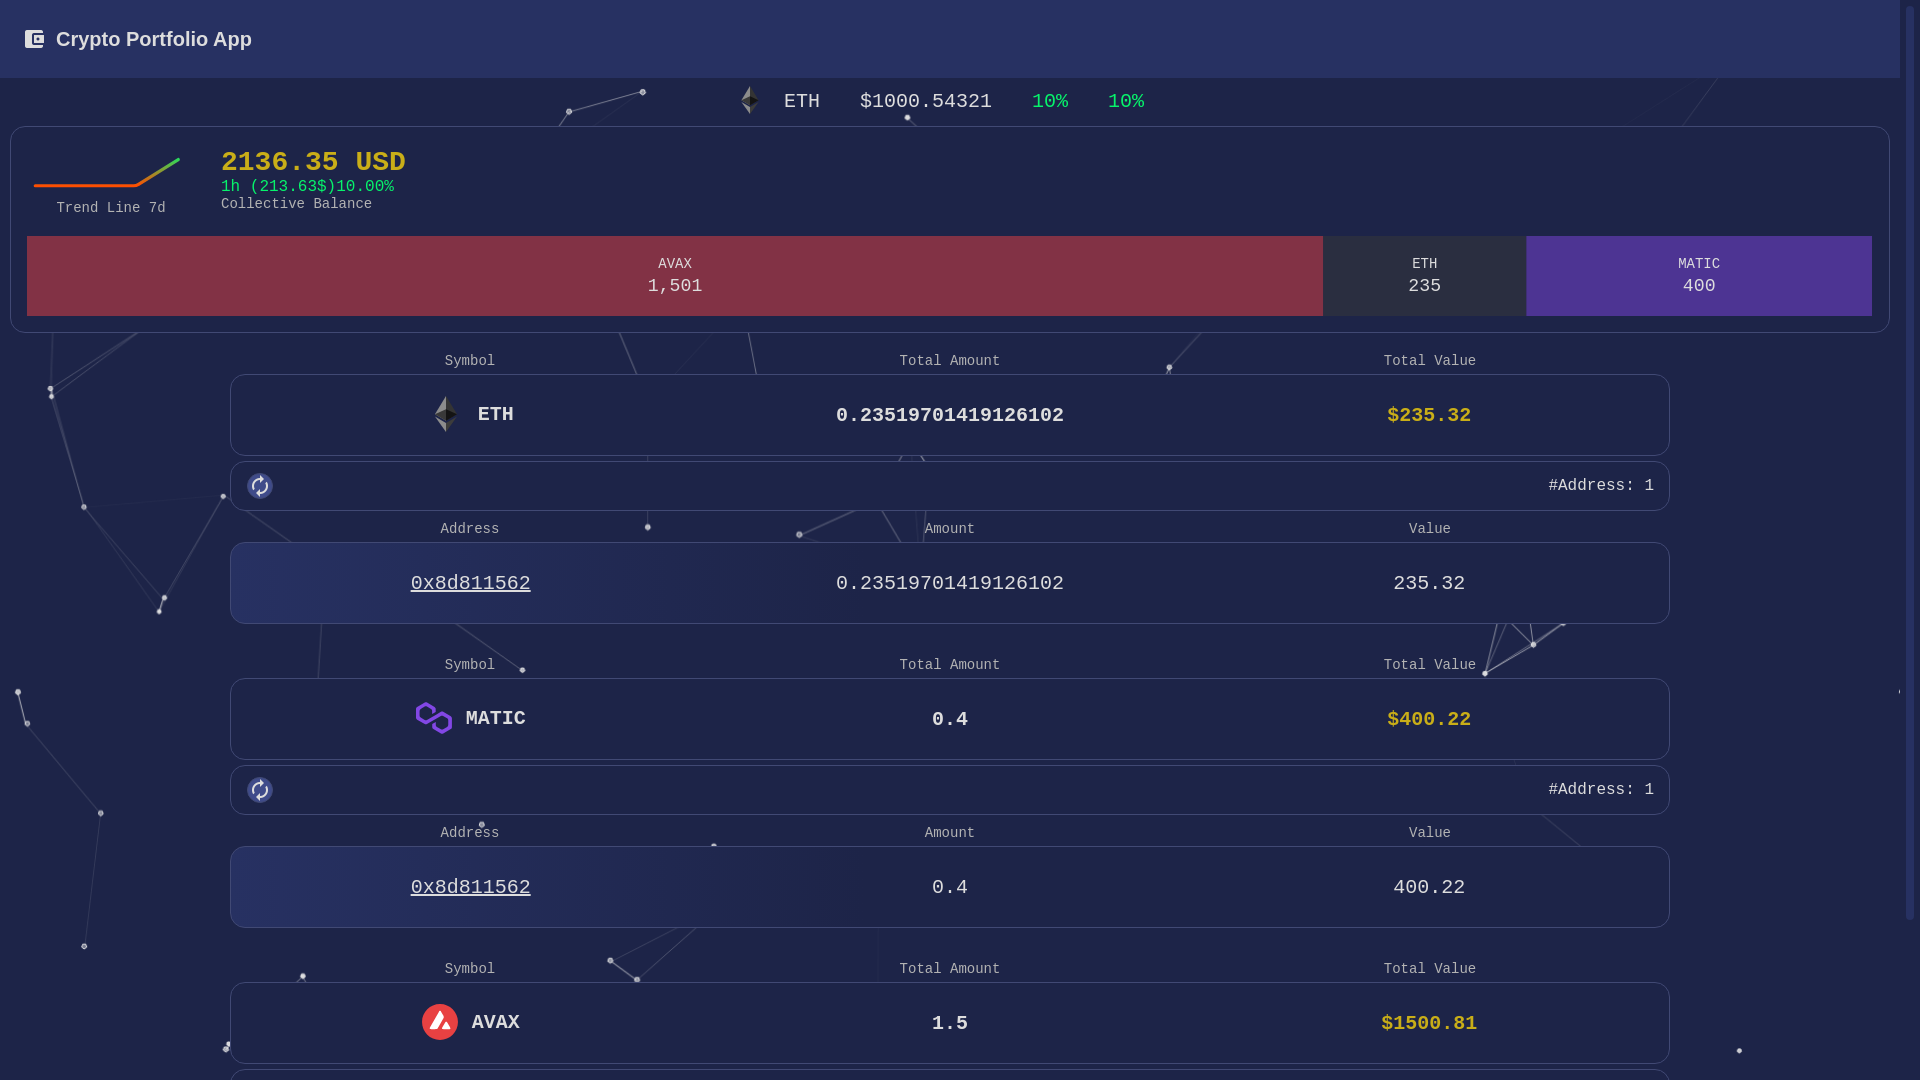 Crypto Portfolio App
ETH $1000.54321 10% 10%
2136.35 USD
1h (213.63$)10.00%
Collective Balance
Trend Line 7d
AVAX ETH MATIC
1,501 235 400
Symbol Total Amount Total Value
ETH 0.23519701419126102 $235.32
#Address: 1
Address Amount Value
0x8d811562 0.23519701419126102 235.32
Symbol Total Amount Total Value
MATIC 0.4 $400.22
#Address: 1
Address Amount Value
0x8d811562 0.4 400.22
Symbol Total Amount Total Value
AVAX 1.5 $1500.81